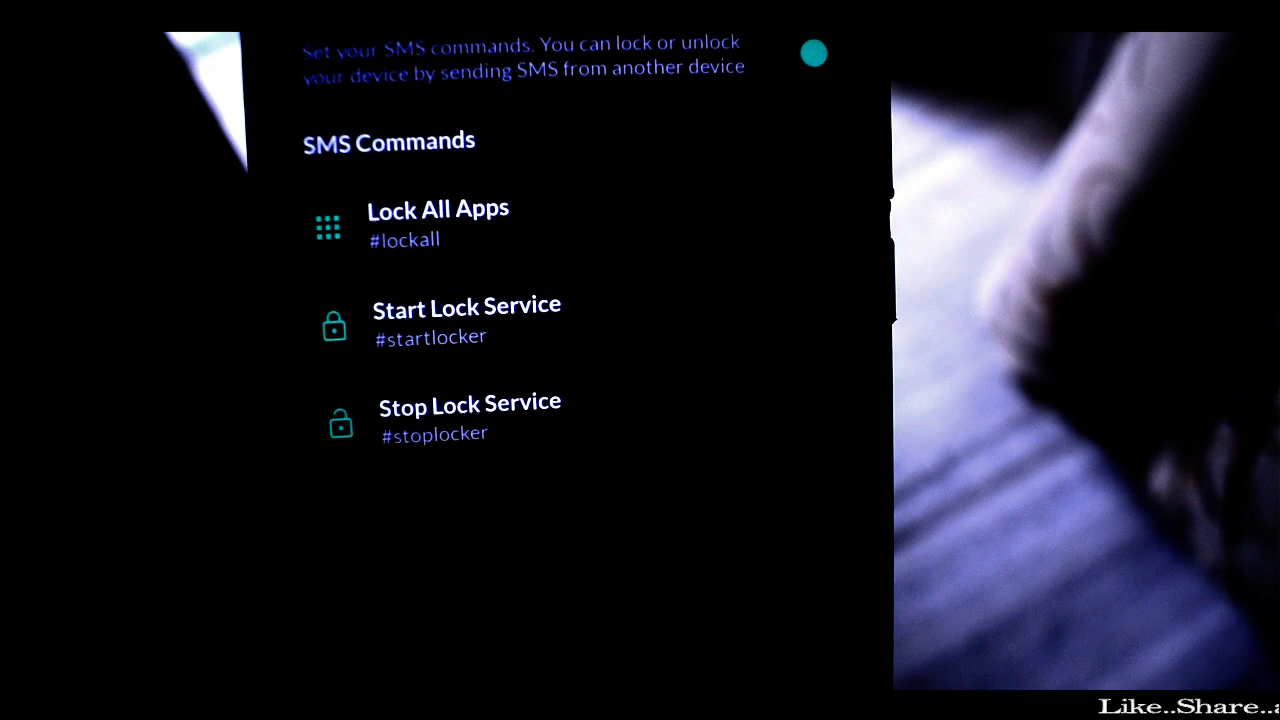 Set your SMS commands. You can lock or unlock
your device by sending SMS from another device
SMS Commands
Lock All Apps
#lockall
Start Lock Service
#startlocker
Stop Lock Service
#stoplocker
Like..Share..